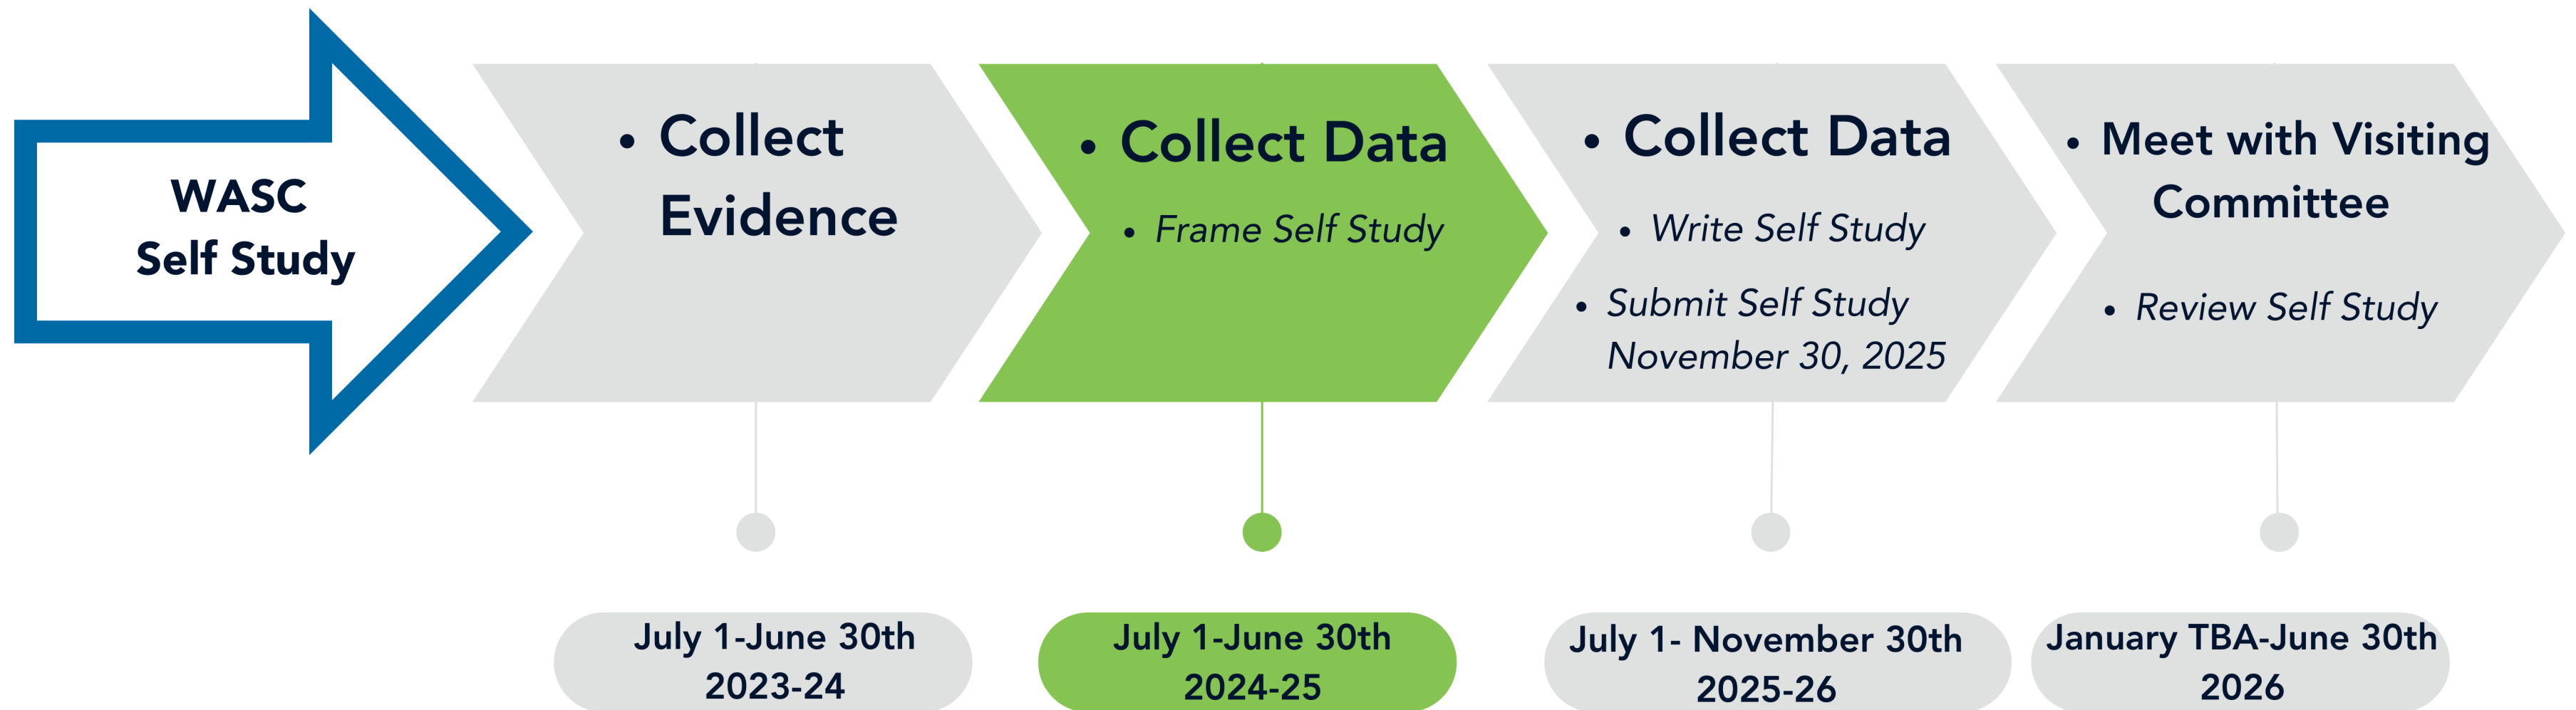 WASC
Self Study
• Collect
Evidence
• Collect Data
• Frame Self Study
• Collect Data
• Write Self Study
• Submit Self Study
November 30, 2025
• Meet with Visiting
Committee
• Review Self Study
July 1-June 30th
2023-24
July 1-June 30th
2024-25
July 1- November 30th
2025-26
January TBA-June 30th
2026